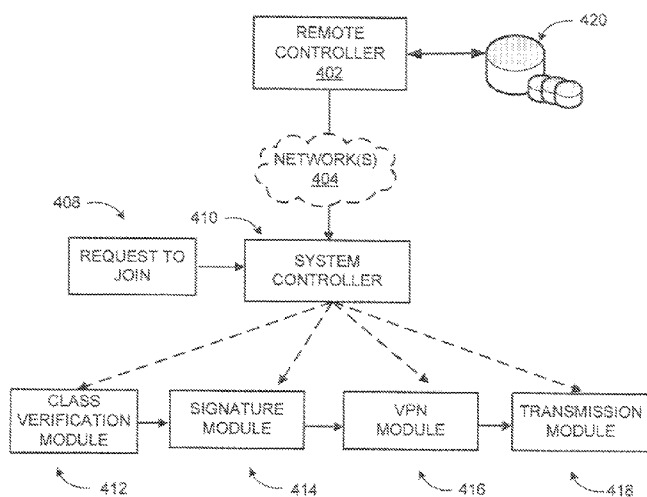 REMOTE
CONTROLLER
402
420
NETWORK(S)
404
408
410
REQUEST TO
JOIN
SYSTEM
CONTROLLER
CLASS
VERIFICATION
MODULE
SIGNATURE
MODULE
VPN
MODULE
TRANSMISSION
MODULE
412
414
416
418